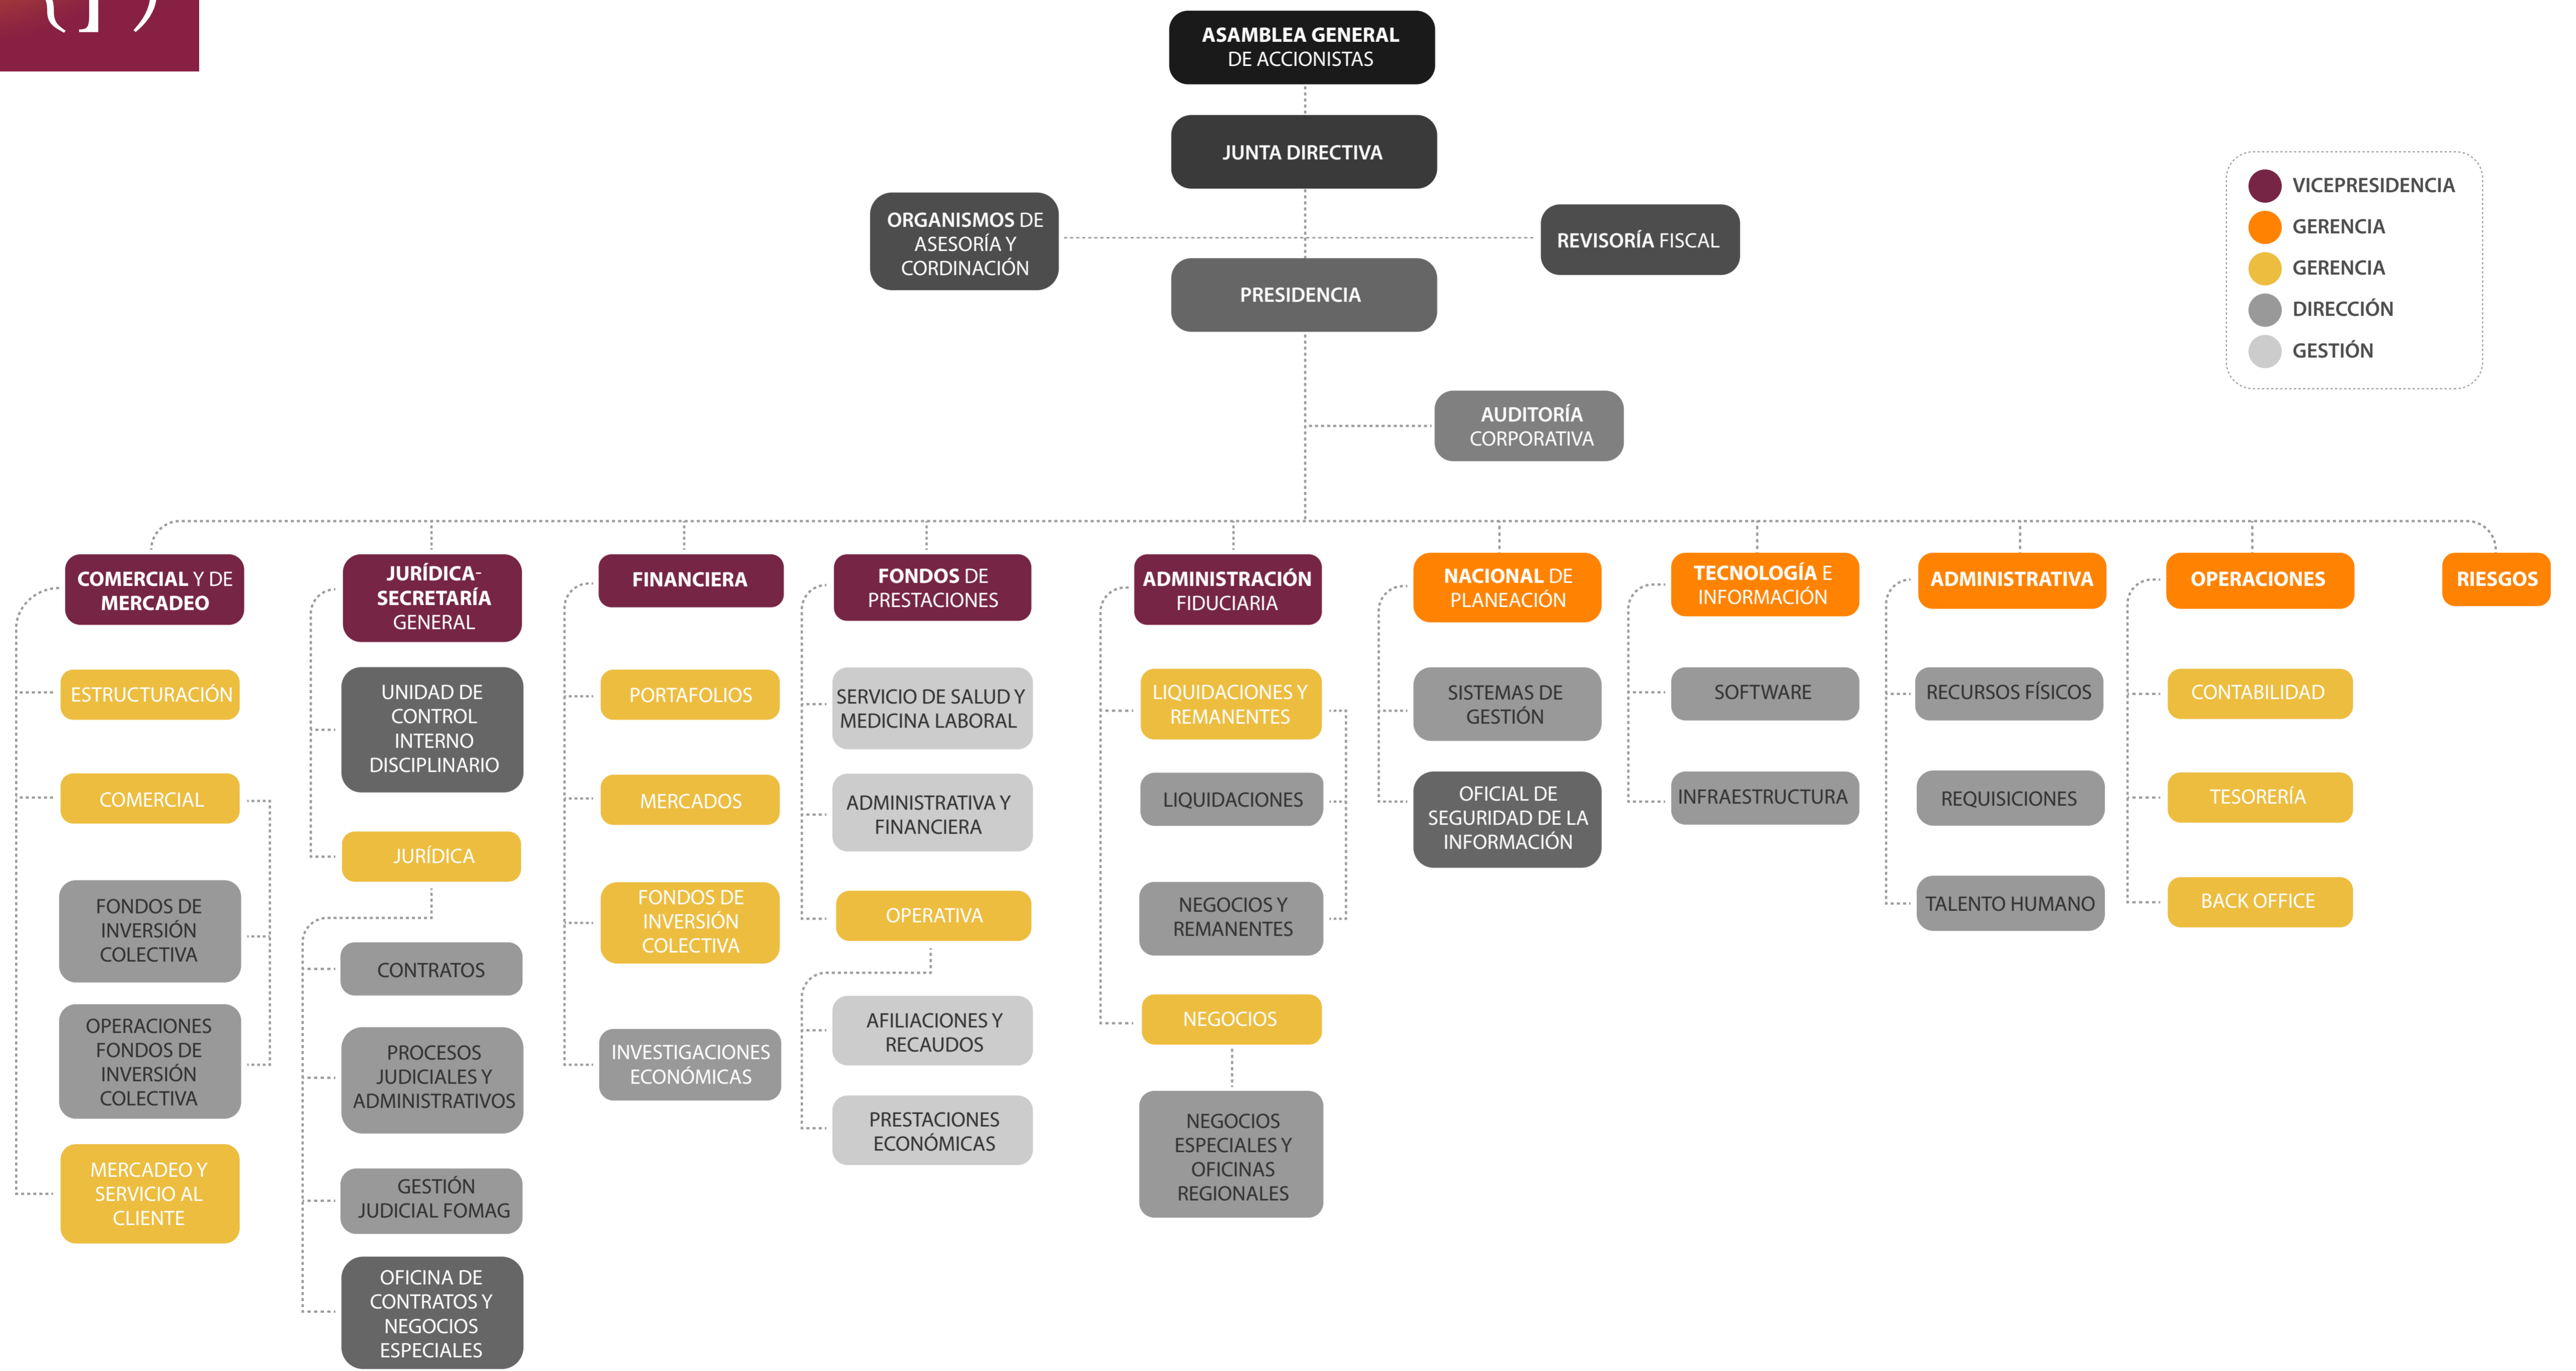 ASAMBLEA GENERAL
DE ACCIONISTAS
JUNTA DIRECTIVA
ORGANISMOS DE
ASESORÍA Y
CORDINACIÓN
REVISORÍA FISCAL
PRESIDENCIA
VICEPRESIDENCIA
GERENCIA
GERENCIA
DIRECCIÓN
GESTIÓN
AUDITORÍA
CORPORATIVA
COMERCIAL Y DE
MERCADEO
ESTRUCTURACIÓN
COMERCIAL
FONDOS DE
INVERSIÓN
COLECTIVA
OPERACIONES
FONDOS DE
INVERSIÓN
COLECTIVA
MERCADEO Y
SERVICIO AL
CLIENTE
JURÍDICA-
SECRETARÍA
GENERAL
UNIDAD DE
CONTROL
INTERNO
DISCIPLINARIO
JURÍDICA
CONTRATOS
PROCESOS
JUDICIALES Y
ADMINISTRATIVOS
GESTIÓN
JUDICIAL FOMAG
OFICINA DE
CONTRATOS Y
NEGOCIOS
ESPECIALES
FINANCIERA
PORTAFOLIOS
MERCADOS
FONDOS DE
INVERSIÓN
COLECTIVA
INVESTIGACIONES
ECONÓMICAS
FONDOS DE
PRESTACIONES
SERVICIO DE SALUD Y
MEDICINA LABORAL
ADMINISTRATIVA Y
FINANCIERA
OPERATIVA
AFILIACIONES Y
RECAUDOS
PRESTACIONES
ECONÓMICAS
ADMINISTRACIÓN
FIDUCIARIA
LIQUIDACIONES Y
REMANENTES
LIQUIDACIONES
NEGOCIOS Y
REMANENTES
NEGOCIOS
NEGOCIOS
ESPECIALES Y
OFICINAS
REGIONALES
NACIONAL DE
PLANEACIÓN
SISTEMAS DE
GESTIÓN
OFICIAL DE
SEGURIDAD DE LA
INFORMACIÓN
TECNOLOGÍA E
INFORMACIÓN
SOFTWARE
INFRAESTRUCTURA
ADMINISTRATIVA
RECURSOS FÍSICOS
REQUISICIONES
TALENTO HUMANO
OPERACIONES
CONTABILIDAD
TESORERÍA
BACK OFFICE
RIESGOS